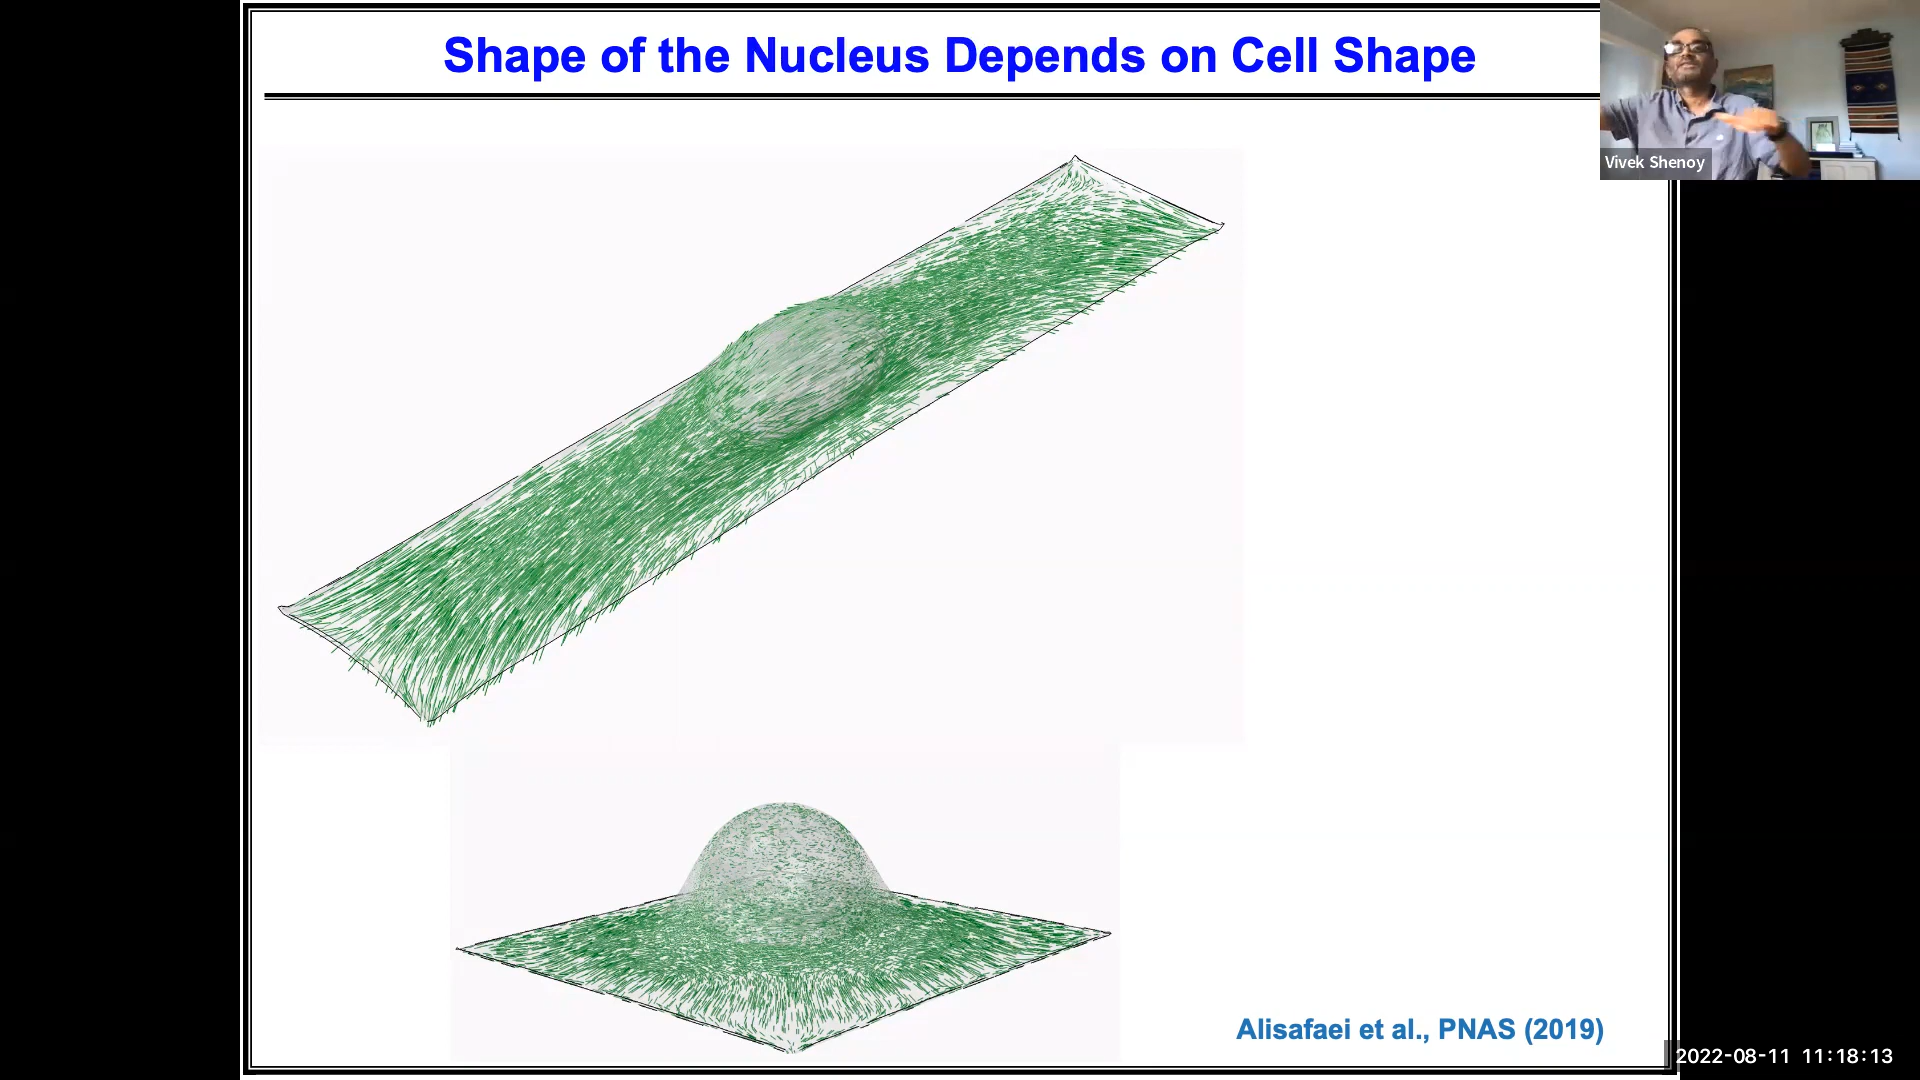 Shape of the Nucleus Depends on Cell Shape
Vivek Shenoy
Alisafaei et al., PNAS (2019)
2022-08-11 11:18:13